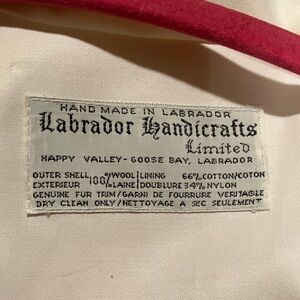 HAND MADE IN LABRADOR
Labrador Handicrafts
Limited
HAPPY VALLEY-GOOSE BAY, LABRADOR
OUTER SHELL 100% WOOL LINING 66% COTTON/COTON
EXTERIEUR LAINE DOUBLURE 34% NYLON
GENUINE FUR TRIM/GARNI DE FOURRURE VERITABLE
DRY CLEAN ONLY/NETTOYAGE A SEC SEULEMENT